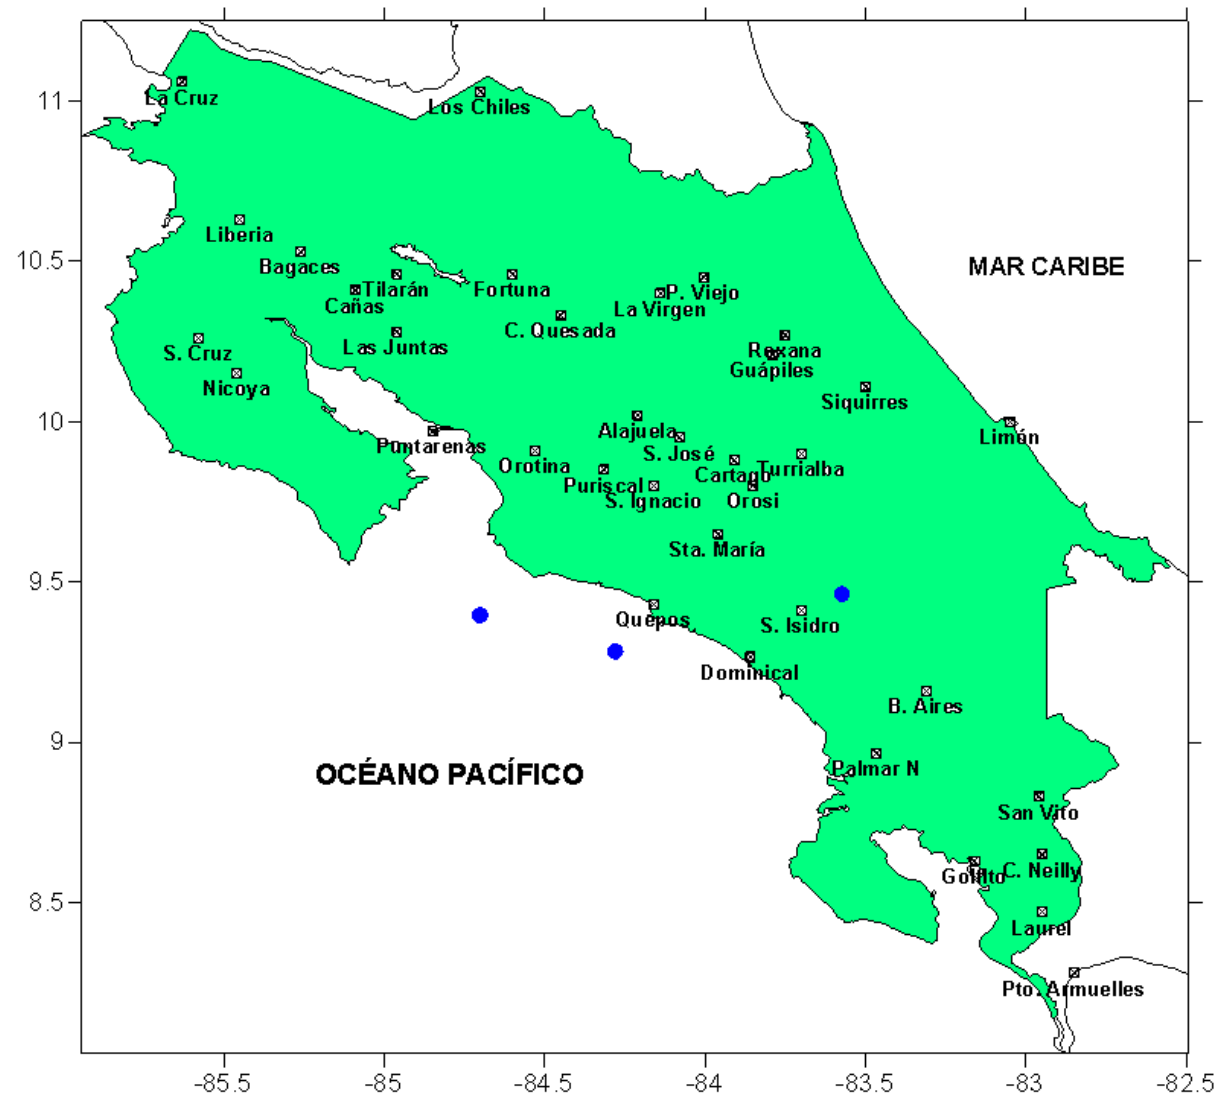 11
La Cruz
Los Chiles
Liberia
10.5
Bagaces
MAR CARIBE
Tilarán
Fortuna
P. Viejo
Cañas
La Virgen
C. Quesada
Las Juntas
S. Cruz
Roxana
Guápiles
Nicoya
Siquirres
10
Alajuela
Limón
Puntarenas
S. José
Orotina
Cartago
Turrialba
Puriscal
S. Ignacio
Orosi
Sta. María
9.5
Quepos
S. Isidro
Dominical
B. Aires
9
OCÉANO PACÍFICO
Palmar N
San Vito
Golfito
C. Neilly
8.5
Laurel
Pto. Armuelles
-85.5
-85
-84.5
-84
-83.5
-83
-82.5